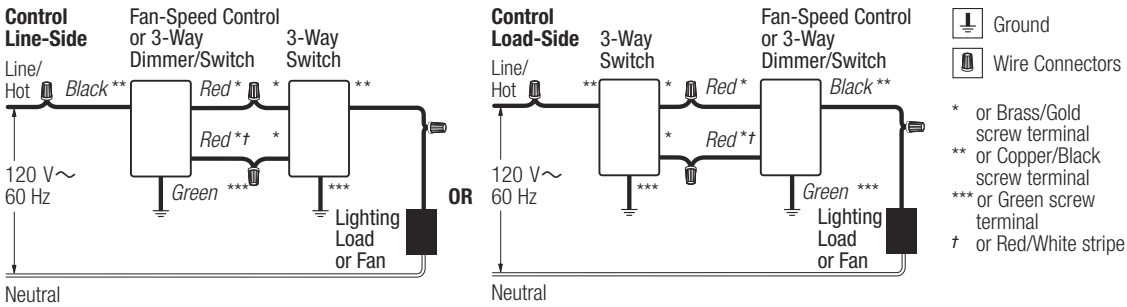 Control
Line-Side
Fan-Speed Control
or 3-Way
Dimmer/Switch
3-Way
Switch
Line/
Hot
Black **
Red *
*
**
Red *†
*
120 V~
60 Hz
Green ***
***
Lighting
Load
or Fan
Neutral
OR
Control
Load-Side
3-Way
Switch
Fan-Speed Control
or 3-Way
Dimmer/Switch
Line/
Hot
**
*
Red *
Black **
*
Red *†
120 V~
60 Hz
***
Green ***
Lighting
Load
or Fan
Neutral
Ground
Wire Connectors
* or Brass/Gold
screw terminal
** or Copper/Black
screw terminal
*** or Green screw
terminal
† or Red/White stripe